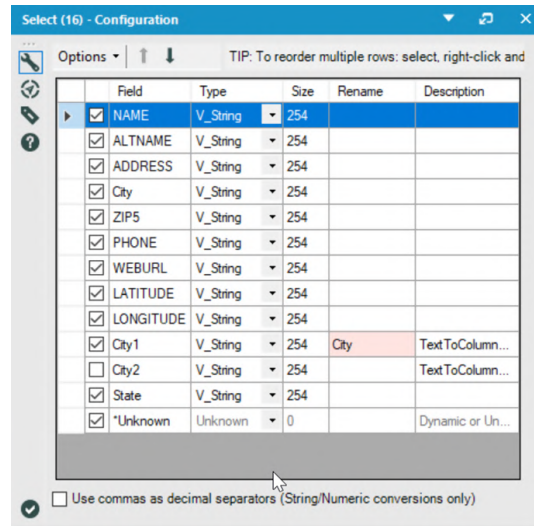 Select (16) - Configuration
Options TIP: To reorder multiple rows: select, right-click and
Field Type Size Rename Description
NAME V_String 254
ALTNAME V_String 254
ADDRESS V_String 254
City V_String 254
ZIP5 V_String 254
PHONE V_String 254
WEBURL V_String 254
LATITUDE V_String 254
LONGITUDE V_String 254
City1 V_String 254 City TextToColumn...
City2 V_String 254 TextToColumn...
State V_String 254
*Unknown Unknown 0 Dynamic or Un...
Use commas as decimal separators (String/Numeric conversions only)